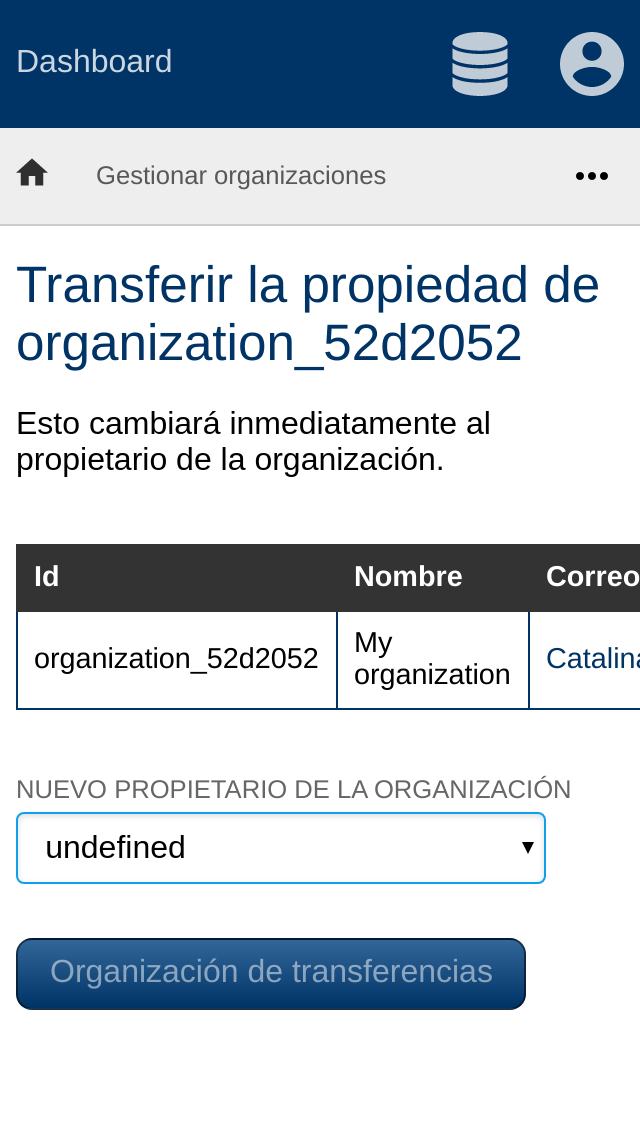 Dashboard
Gestionar organizaciones
Transferir la propiedad de
organization_52d2052
Esto cambiará inmediatamente al
propietario de la organización.
Id Nombre Correo
organization_52d2052 My organization Catalina
NUEVO PROPIETARIO DE LA ORGANIZACIÓN
undefined
Organización de transferencias